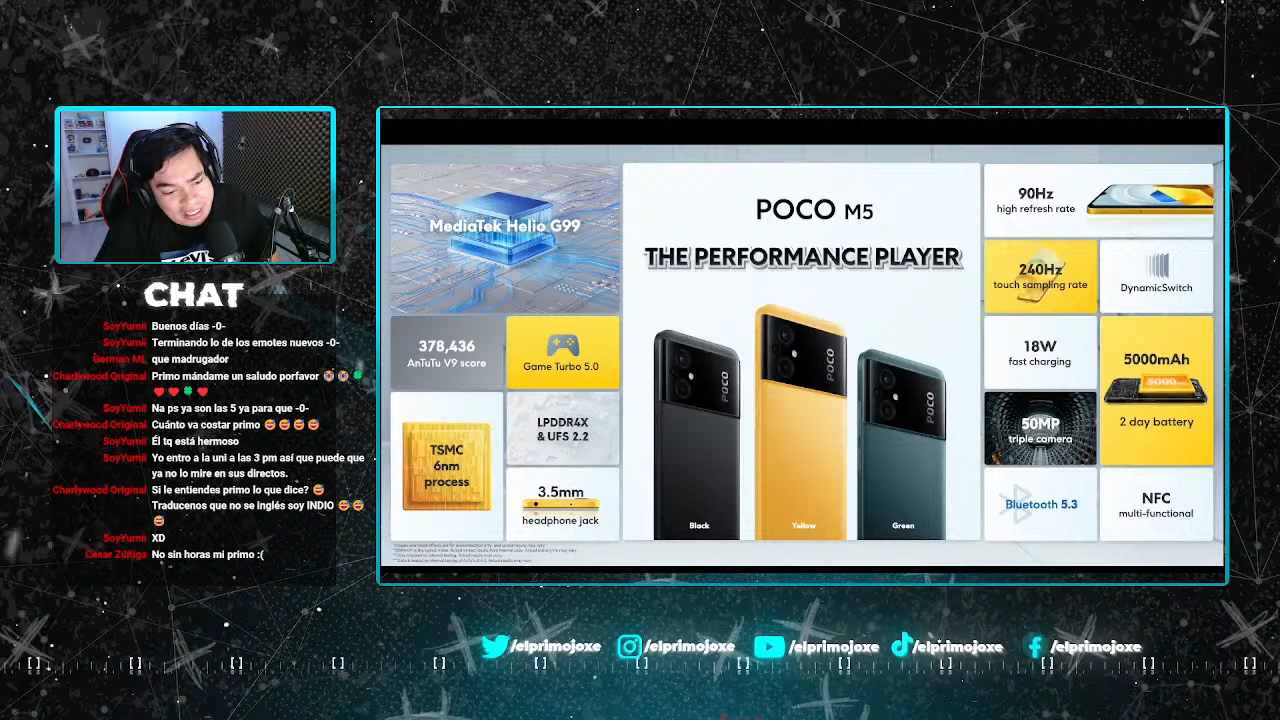 CHAT
SoyYumii Buenos días -0-
SoyYumii Terminando lo de los emotes nuevos -0-
German ML que madrugador
Charlywood Original Primo mándame un saludo porfavor
SoyYumii Na ps ya son las 5 ya para que -0-
Charlywood Original Cuánto va costar primo
SoyYumii Él tq está hermoso
SoyYumii Yo entro a la uni a las 3 pm así que puede que
ya no lo mire en sus directos.
Charlywood Original Si le entiendes primo lo que dice?
Traducenos que no se Inglés soy INDIO
SoyYumii XD
César Zúñiga No sin horas mi primo :(
MediaTek Helio G99
378,436
AnTuTu V9 score
Game Turbo 5.0
TSMC
6nm
process
LPDDR4X
& UFS 2.2
3.5mm
headphone jack
POCO M5
THE PERFORMANCE PLAYER
POCO
POCO
POCO
Black
Yellow
Green
90Hz
high refresh rate
240Hz
touch sampling rate
DynamicSwitch
18W
fast charging
5000mAh
5000
2 day battery
50MP
triple camera
Bluetooth 5.3
NFC
multi-functional
/elprimojoxe
/elprimojoxe
/elprimojoxe
/elprimojoxe
/elprimojoxe